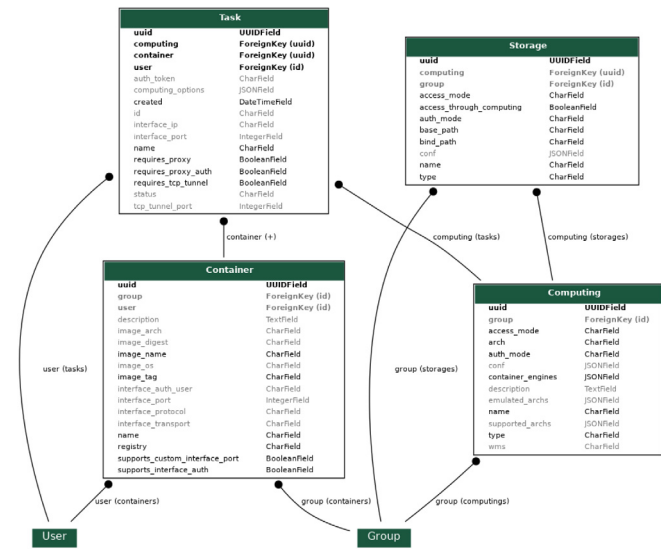 Task
uuid UUIDField
computing ForeignKey (uuid)
container ForeignKey (uuid)
user ForeignKey (id)
auth_token CharField
computing_options JSONField
created DateTimeField
id CharField
interface_ip CharField
interface_port IntegerField
name CharField
requires_proxy BooleanField
requires_proxy_auth BooleanField
requires_tcp_tunnel BooleanField
status CharField
tcp_tunnel_port IntegerField
Storage
uuid UUIDField
computing ForeignKey (uuid)
group ForeignKey (id)
access_mode CharField
access_through_computing BooleanField
auth_mode CharField
base_path CharField
bind_path CharField
conf JSONField
name CharField
type CharField
container (+)
computing (tasks)
computing (storages)
Container
uuid UUIDField
group ForeignKey (id)
user ForeignKey (id)
description TextField
image_arch CharField
image_digest CharField
image_name CharField
image_os CharField
image_tag CharField
interface_auth_user CharField
interface_port IntegerField
interface_protocol CharField
interface_transport CharField
name CharField
registry CharField
supports_custom_interface_port BooleanField
supports_interface_auth BooleanField
Computing
uuid UUIDField
group ForeignKey (id)
access_mode CharField
arch CharField
auth_mode CharField
conf JSONField
container_engines JSONField
description TextField
emulated_archs JSONField
name CharField
supported_archs JSONField
type CharField
wms CharField
user (tasks)
group (storages)
user (containers)
group (containers)
group (computings)
User
Group